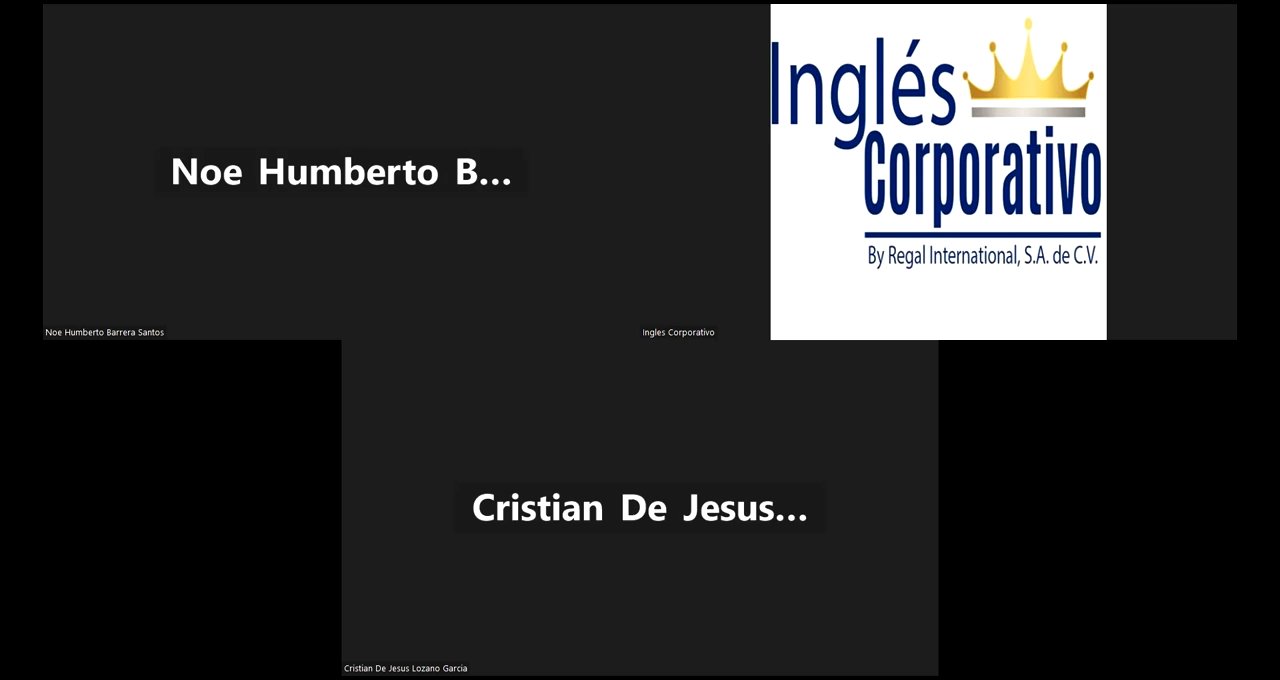 Noe Humberto B...
Noe Humberto Barrera Santos
Inglés
Corporativo
By Regal International, S.A. de C.V.
Ingles Corporativo
Cristian De Jesus...
Cristian De Jesus Lozano Garcia